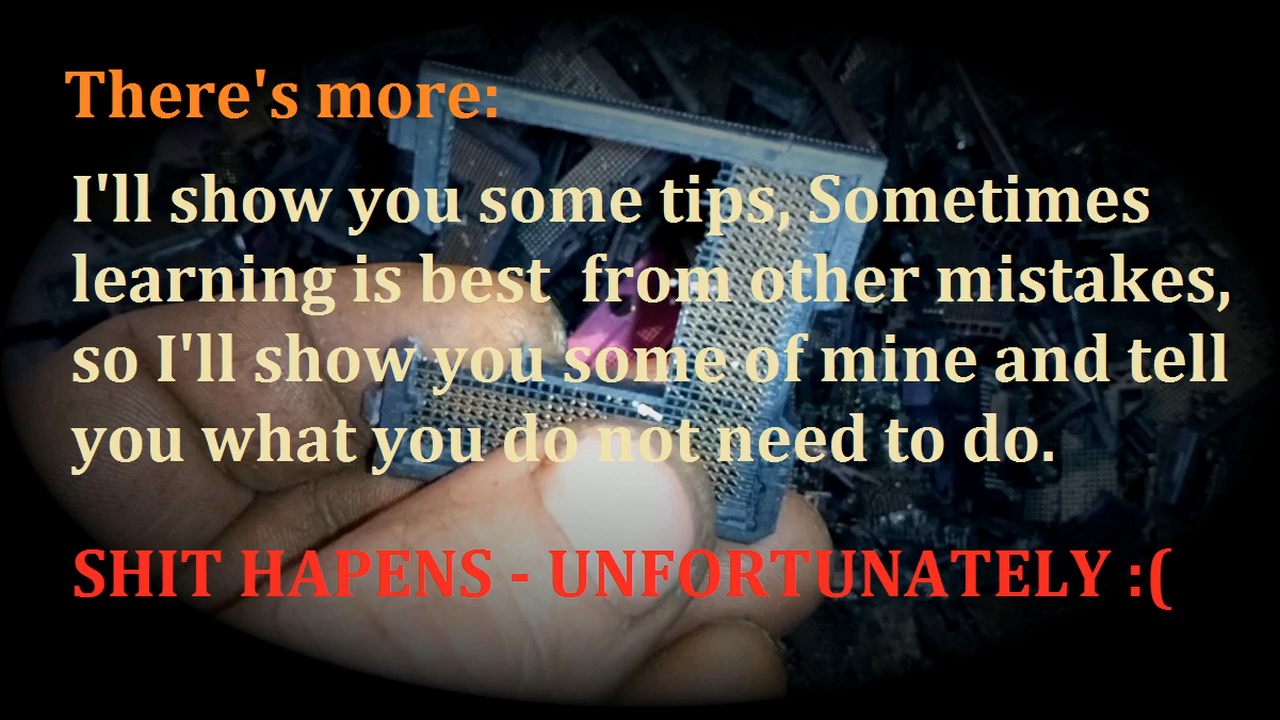 There's more:
I'll show you some tips, Sometimes
learning is best  from other mistakes,
so I'll show you some of mine and tell
you what you do not need to do.
SHIT HAPENS - UNFORTUNATELY :(